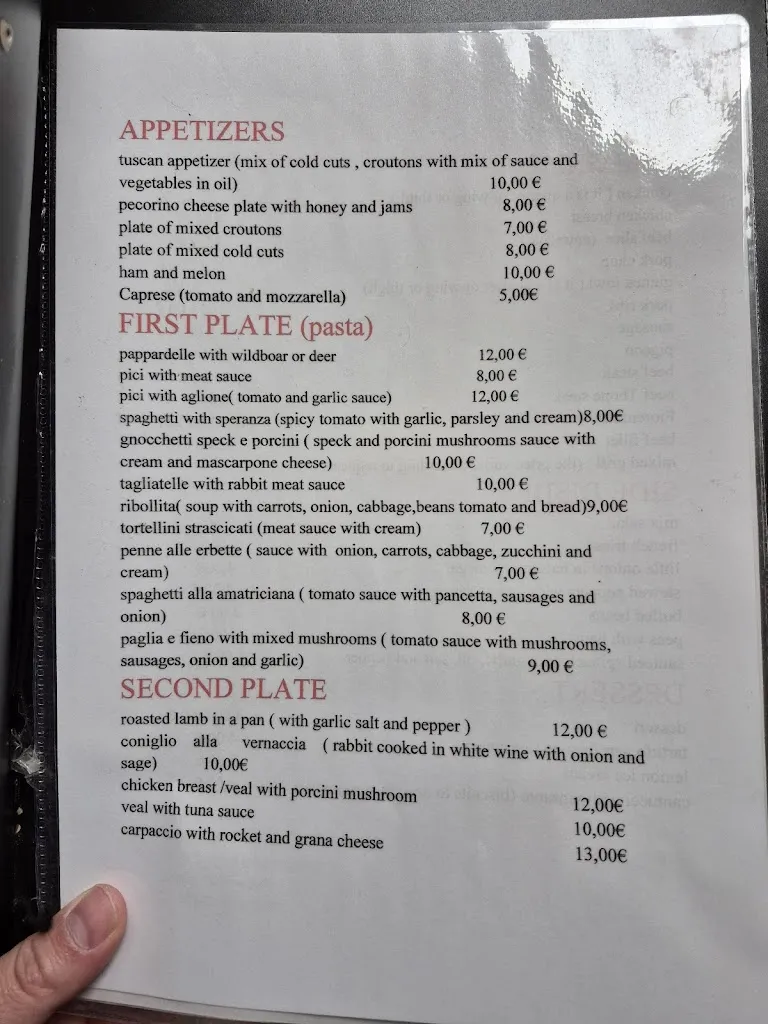 APPETIZERS
tuscan appetizer (mix of cold cuts , croutons with mix of sauce and
vegetables in oil) 10,00 €
pecorino cheese plate with honey and jams 8,00 €
plate of mixed croutons 7,00 €
plate of mixed cold cuts 8,00 €
ham and melon 10,00 €
Caprese (tomato and mozzarella) 5,00€
FIRST PLATE (pasta)
pappardelle with wildboar or deer 12,00 €
pici with meat sauce 8,00 €
pici with aglione( tomato and garlic sauce) 12,00 €
spaghetti with speranza (spicy tomato with garlic, parsley and cream)8,00€
gnocchetti speck e porcini ( speck and porcini mushrooms sauce with
cream and mascarpone cheese) 10,00 €
tagliatelle with rabbit meat sauce 10,00 €
ribollita( soup with carrots, onion, cabbage,beans tomato and bread)9,00€
tortellini strascicati (meat sauce with cream) 7,00 €
penne alle erbette ( sauce with onion, carrots, cabbage, zucchini and
cream) 7,00 €
spaghetti alla amatriciana ( tomato sauce with pancetta, sausages and
onion) 8,00 €
paglia e fieno with mixed mushrooms ( tomato sauce with mushrooms,
sausages, onion and garlic) 9,00 €
SECOND PLATE
roasted lamb in a pan ( with garlic salt and pepper ) 12,00 €
coniglio alla vernaccia ( rabbit cooked in white wine with onion and
sage) 10,00€
chicken breast /veal with porcini mushroom 12,00€
veal with tuna sauce 10,00€
carpaccio with rocket and grana cheese 13,00€